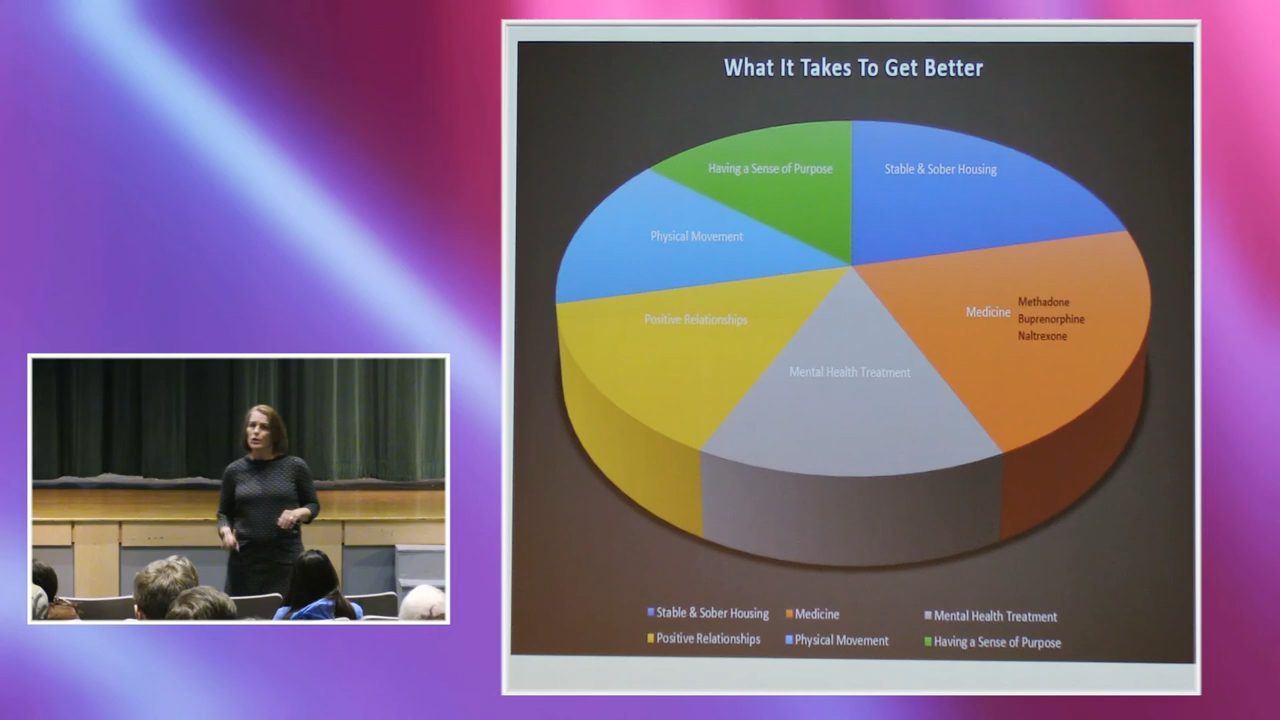 What It Takes To Get Better
Having a Sense of Purpose
Stable & Sober Housing
Physical Movement
Medicine
Methadone
Buprenorphine
Naltrexone
Positive Relationships
Mental Health Treatment
Stable & Sober Housing
Medicine
Mental Health Treatment
Positive Relationships
Physical Movement
Having a Sense of Purpose